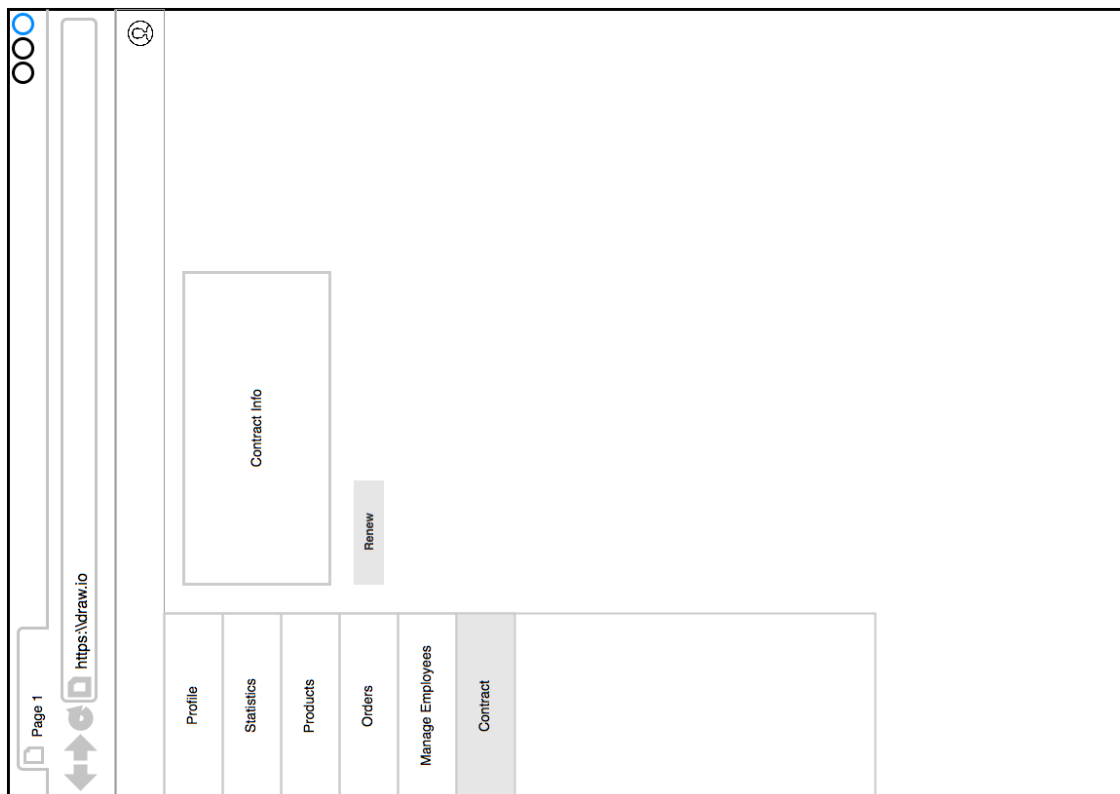 Page 1
https:\\draw.io
Profile
Statistics
Products
Orders
Manage Employees
Contract
Contract Info
Renew